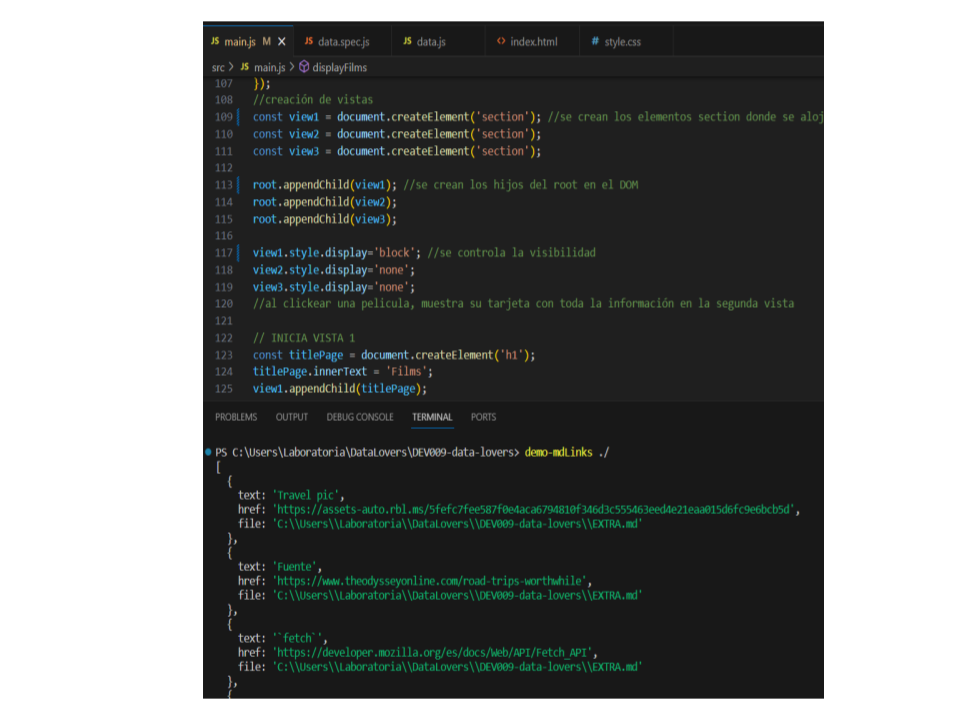 JS main.js M X JS data.spec.js JS data.js <> index.html # style.css
src > JS main.js > displayFilms
107 });
108 //creación de vistas
109 const view1 = document.createElement('section'); //se crean los elementos section donde se aloj
110 const view2 = document.createElement('section');
111 const view3 = document.createElement('section');
112
113 root.appendChild(view1); //se crean los hijos del root en el DOM
114 root.appendChild(view2);
115 root.appendChild(view3);
116
117 view1.style.display='block'; //se controla la visibilidad
118 view2.style.display='none';
119 view3.style.display='none';
120 //al clickear una pelicula, muestra su tarjeta con toda la información en la segunda vista
121
122 // INICIA VISTA 1
123 const titlePage = document.createElement('h1');
124 titlePage.innerText = 'Films';
125 view1.appendChild(titlePage);
PROBLEMS OUTPUT DEBUG CONSOLE TERMINAL PORTS
PS C:\Users\Laboratoria\DataLovers\DEV009-data-lovers> demo-mdLinks ./
[
{
text: 'Travel pic',
href: 'https://assets-auto.rbl.ms/5fefc7fee587f0e4aca6794810f346d3c555463eed4e21eaa015d6fc9e6bcb5d',
file: 'C:\\Users\\Laboratoria\\DataLovers\\DEV009-data-lovers\\EXTRA.md'
},
{
text: 'Fuente',
href: 'https://www.theodysseyonline.com/road-trips-worthwhile',
file: 'C:\\Users\\Laboratoria\\DataLovers\\DEV009-data-lovers\\EXTRA.md'
},
{
text: '`fetch`',
href: 'https://developer.mozilla.org/es/docs/Web/API/Fetch_API',
file: 'C:\\Users\\Laboratoria\\DataLovers\\DEV009-data-lovers\\EXTRA.md'
},
{